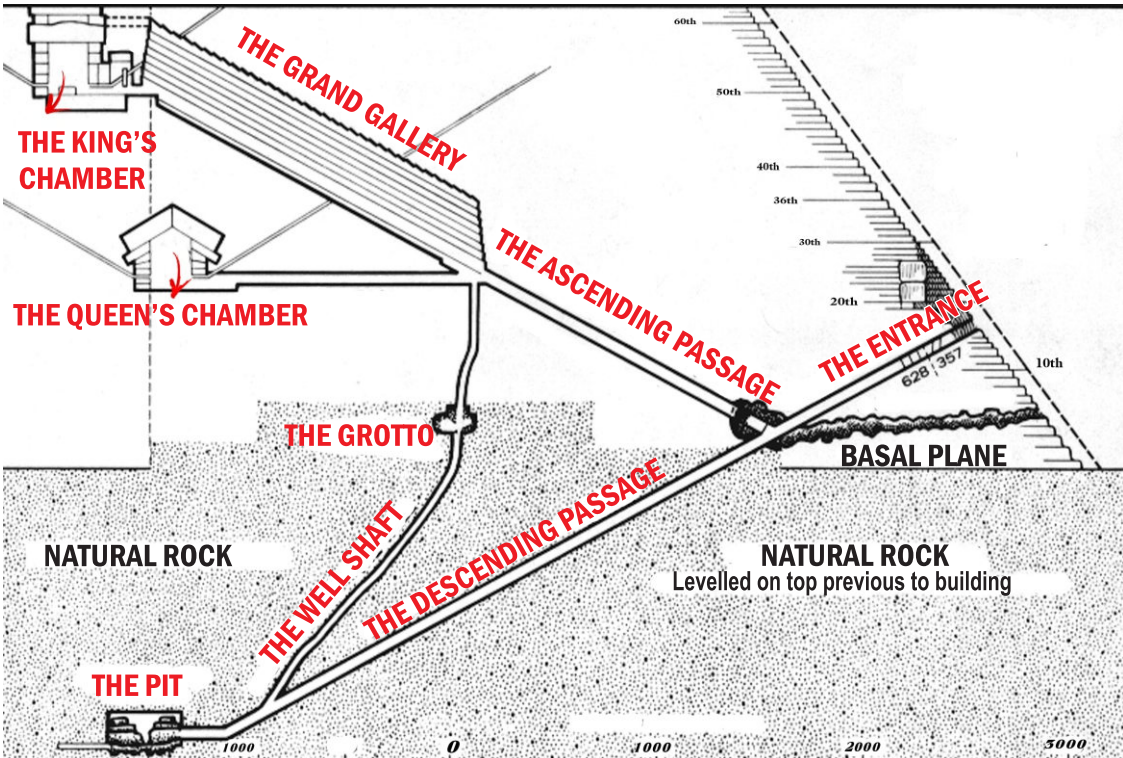 60th
THE GRAND GALLERY
50th
THE KING'S
CHAMBER
40th
36th
THE ASCENDING PASSAGE
30th
20th
THE ENTRANCE
THE QUEEN'S CHAMBER
628 357
10th
THE GROTTO
BASAL PLANE
THE DESCENDING PASSAGE
THE WELL SHAFT
NATURAL ROCK
NATURAL ROCK
Levelled on top previous to building
THE PIT
1000 0 1000 2000 3000